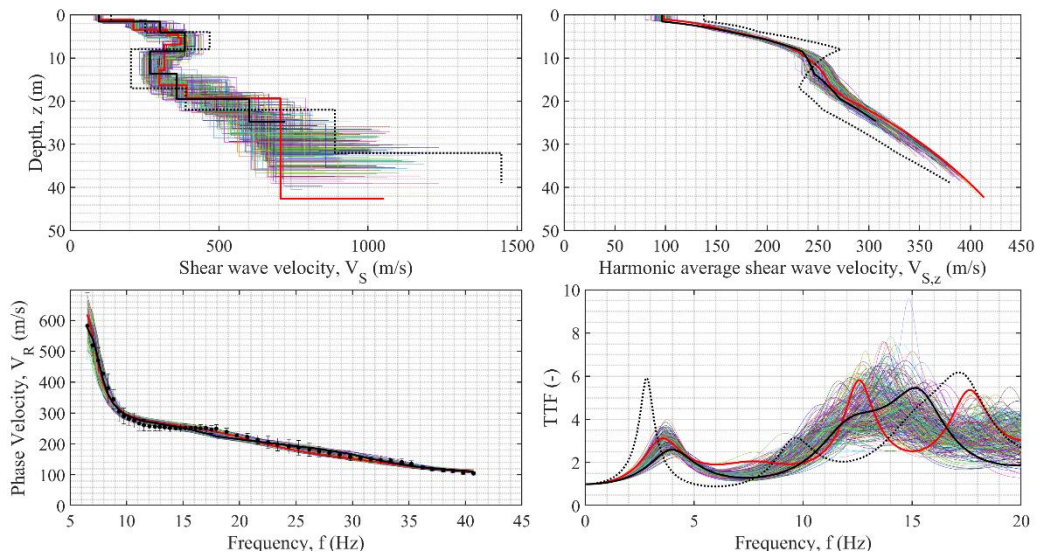 0
10
20
30
40
50
Depth, z (m)
0 500 1000 1500
Shear wave velocity, V_S (m/s)
0
10
20
30
40
50
0 50 100 150 200 250 300 350 400 450
Harmonic average shear wave velocity, V_S,z (m/s)
600
500
400
300
200
100
0
Phase Velocity, V_R (m/s)
5 10 15 20 25 30 35 40 45
Frequency, f (Hz)
10
8
6
4
2
0
TTF (-)
0 5 10 15 20
Frequency, f (Hz)